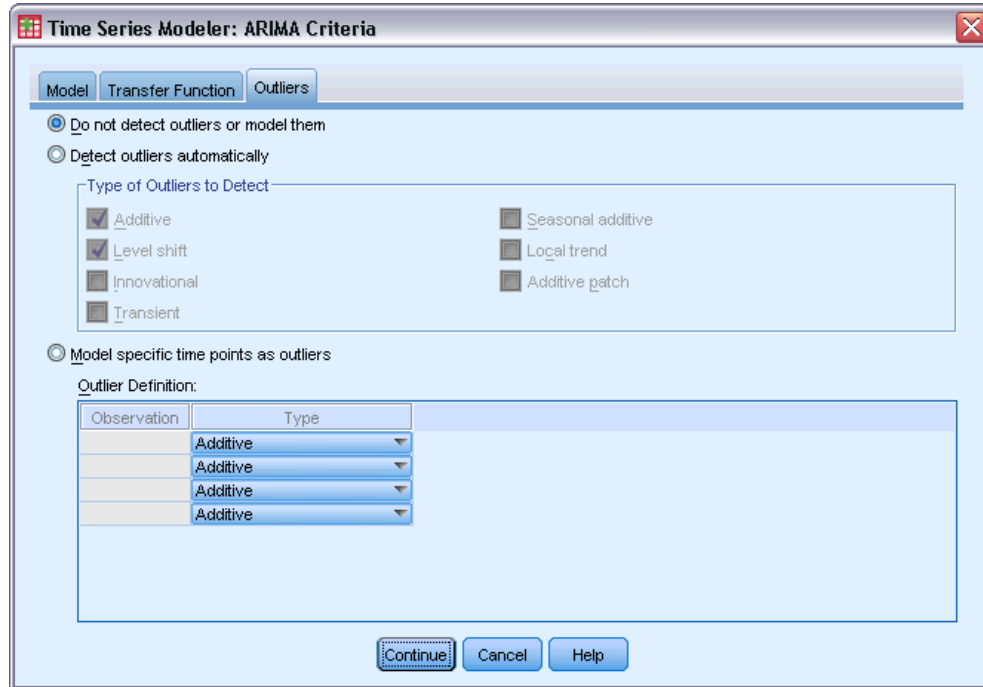 Time Series Modeler: ARIMA Criteria
Model Transfer Function Outliers
Do not detect outliers or model them
Detect outliers automatically
Type of Outliers to Detect
Additive
Seasonal additive
Level shift
Local trend
Innovational
Additive patch
Transient
Model specific time points as outliers
Outlier Definition:
Observation Type
Additive
Additive
Additive
Additive
Continue Cancel Help